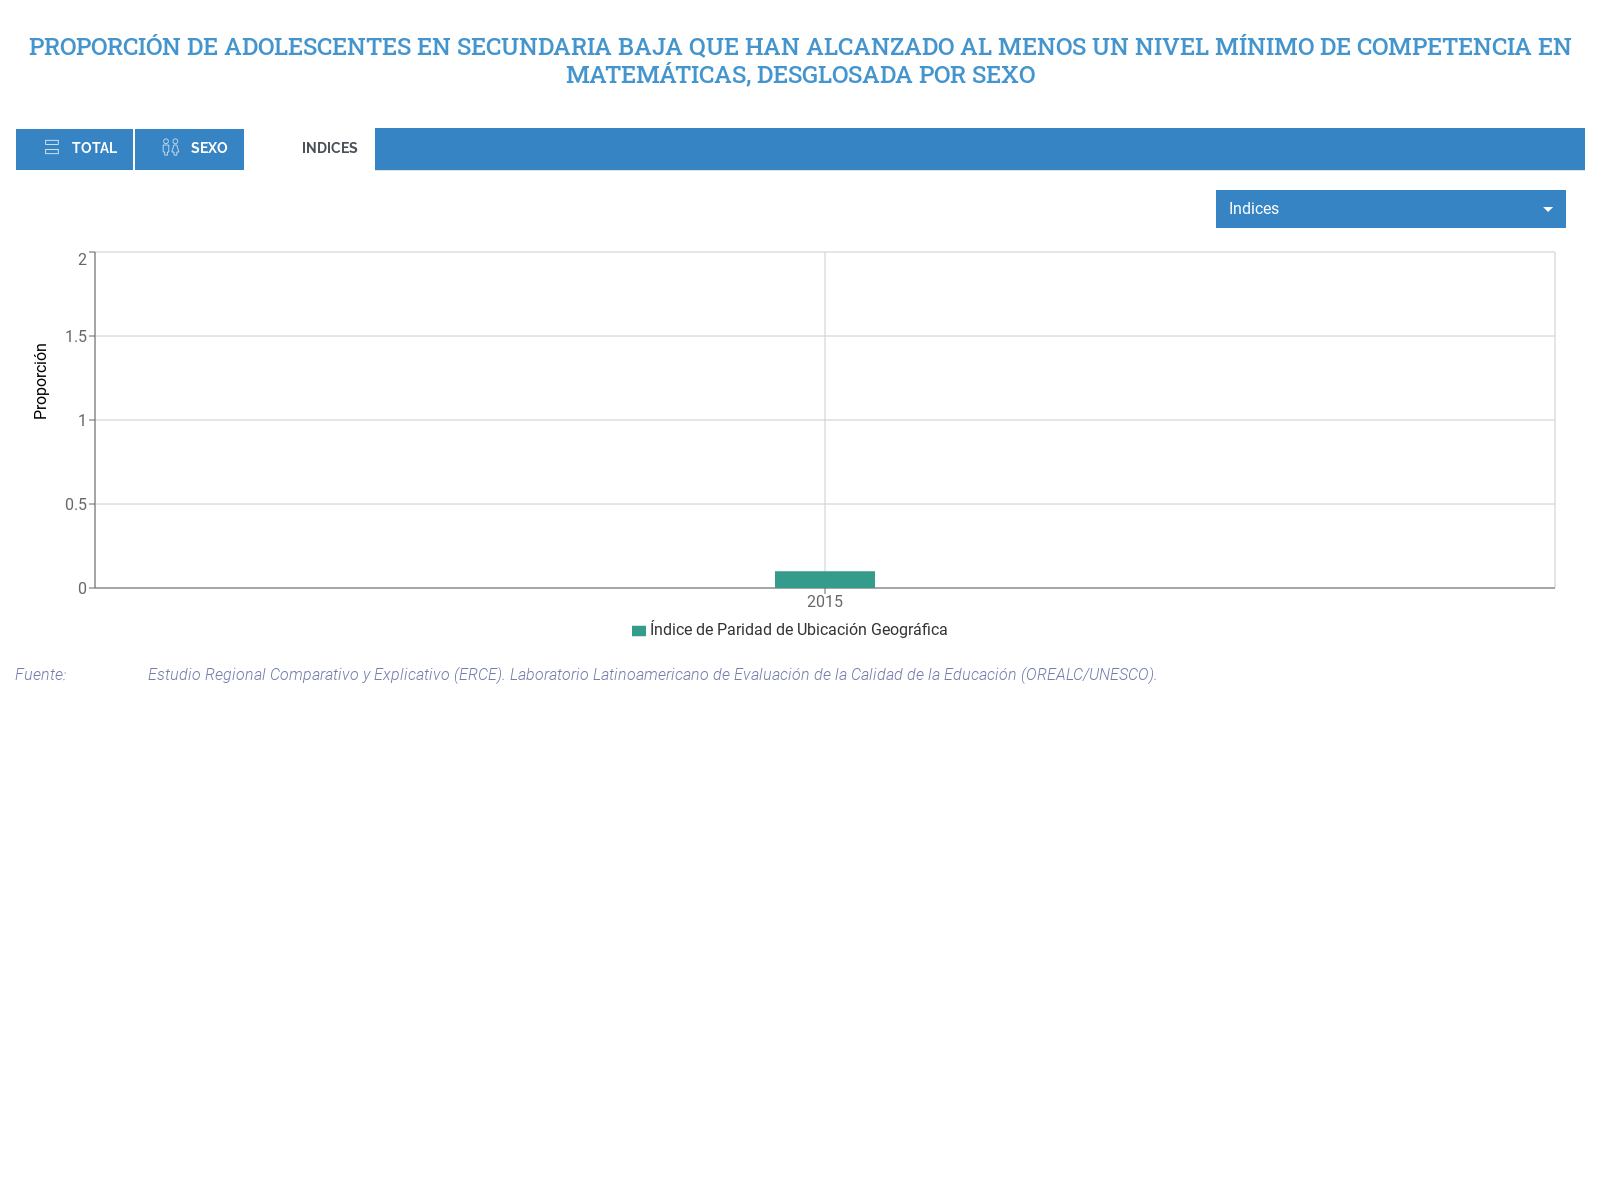 PROPORCIÓN DE ADOLESCENTES EN SECUNDARIA BAJA QUE HAN ALCANZADO AL MENOS UN NIVEL MÍNIMO DE COMPETENCIA EN
MATEMÁTICAS, DESGLOSADA POR SEXO
TOTAL SEXO INDICES
Indices
2
1.5
1
0.5
0
Proporción
2015
Índice de Paridad de Ubicación Geográfica
Fuente: Estudio Regional Comparativo y Explicativo (ERCE). Laboratorio Latinoamericano de Evaluación de la Calidad de la Educación (OREALC/UNESCO).